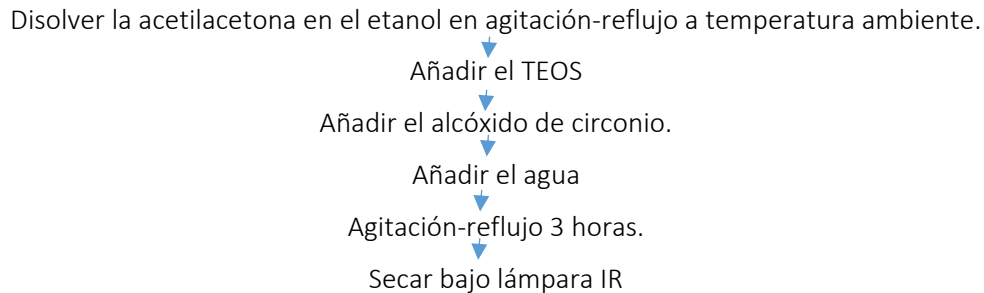 Disolver la acetilacetona en el etanol en agitación-reflujo a temperatura ambiente.
Añadir el TEOS
Añadir el alcóxido de circonio.
Añadir el agua
Agitación-reflujo 3 horas.
Secar bajo lámpara IR